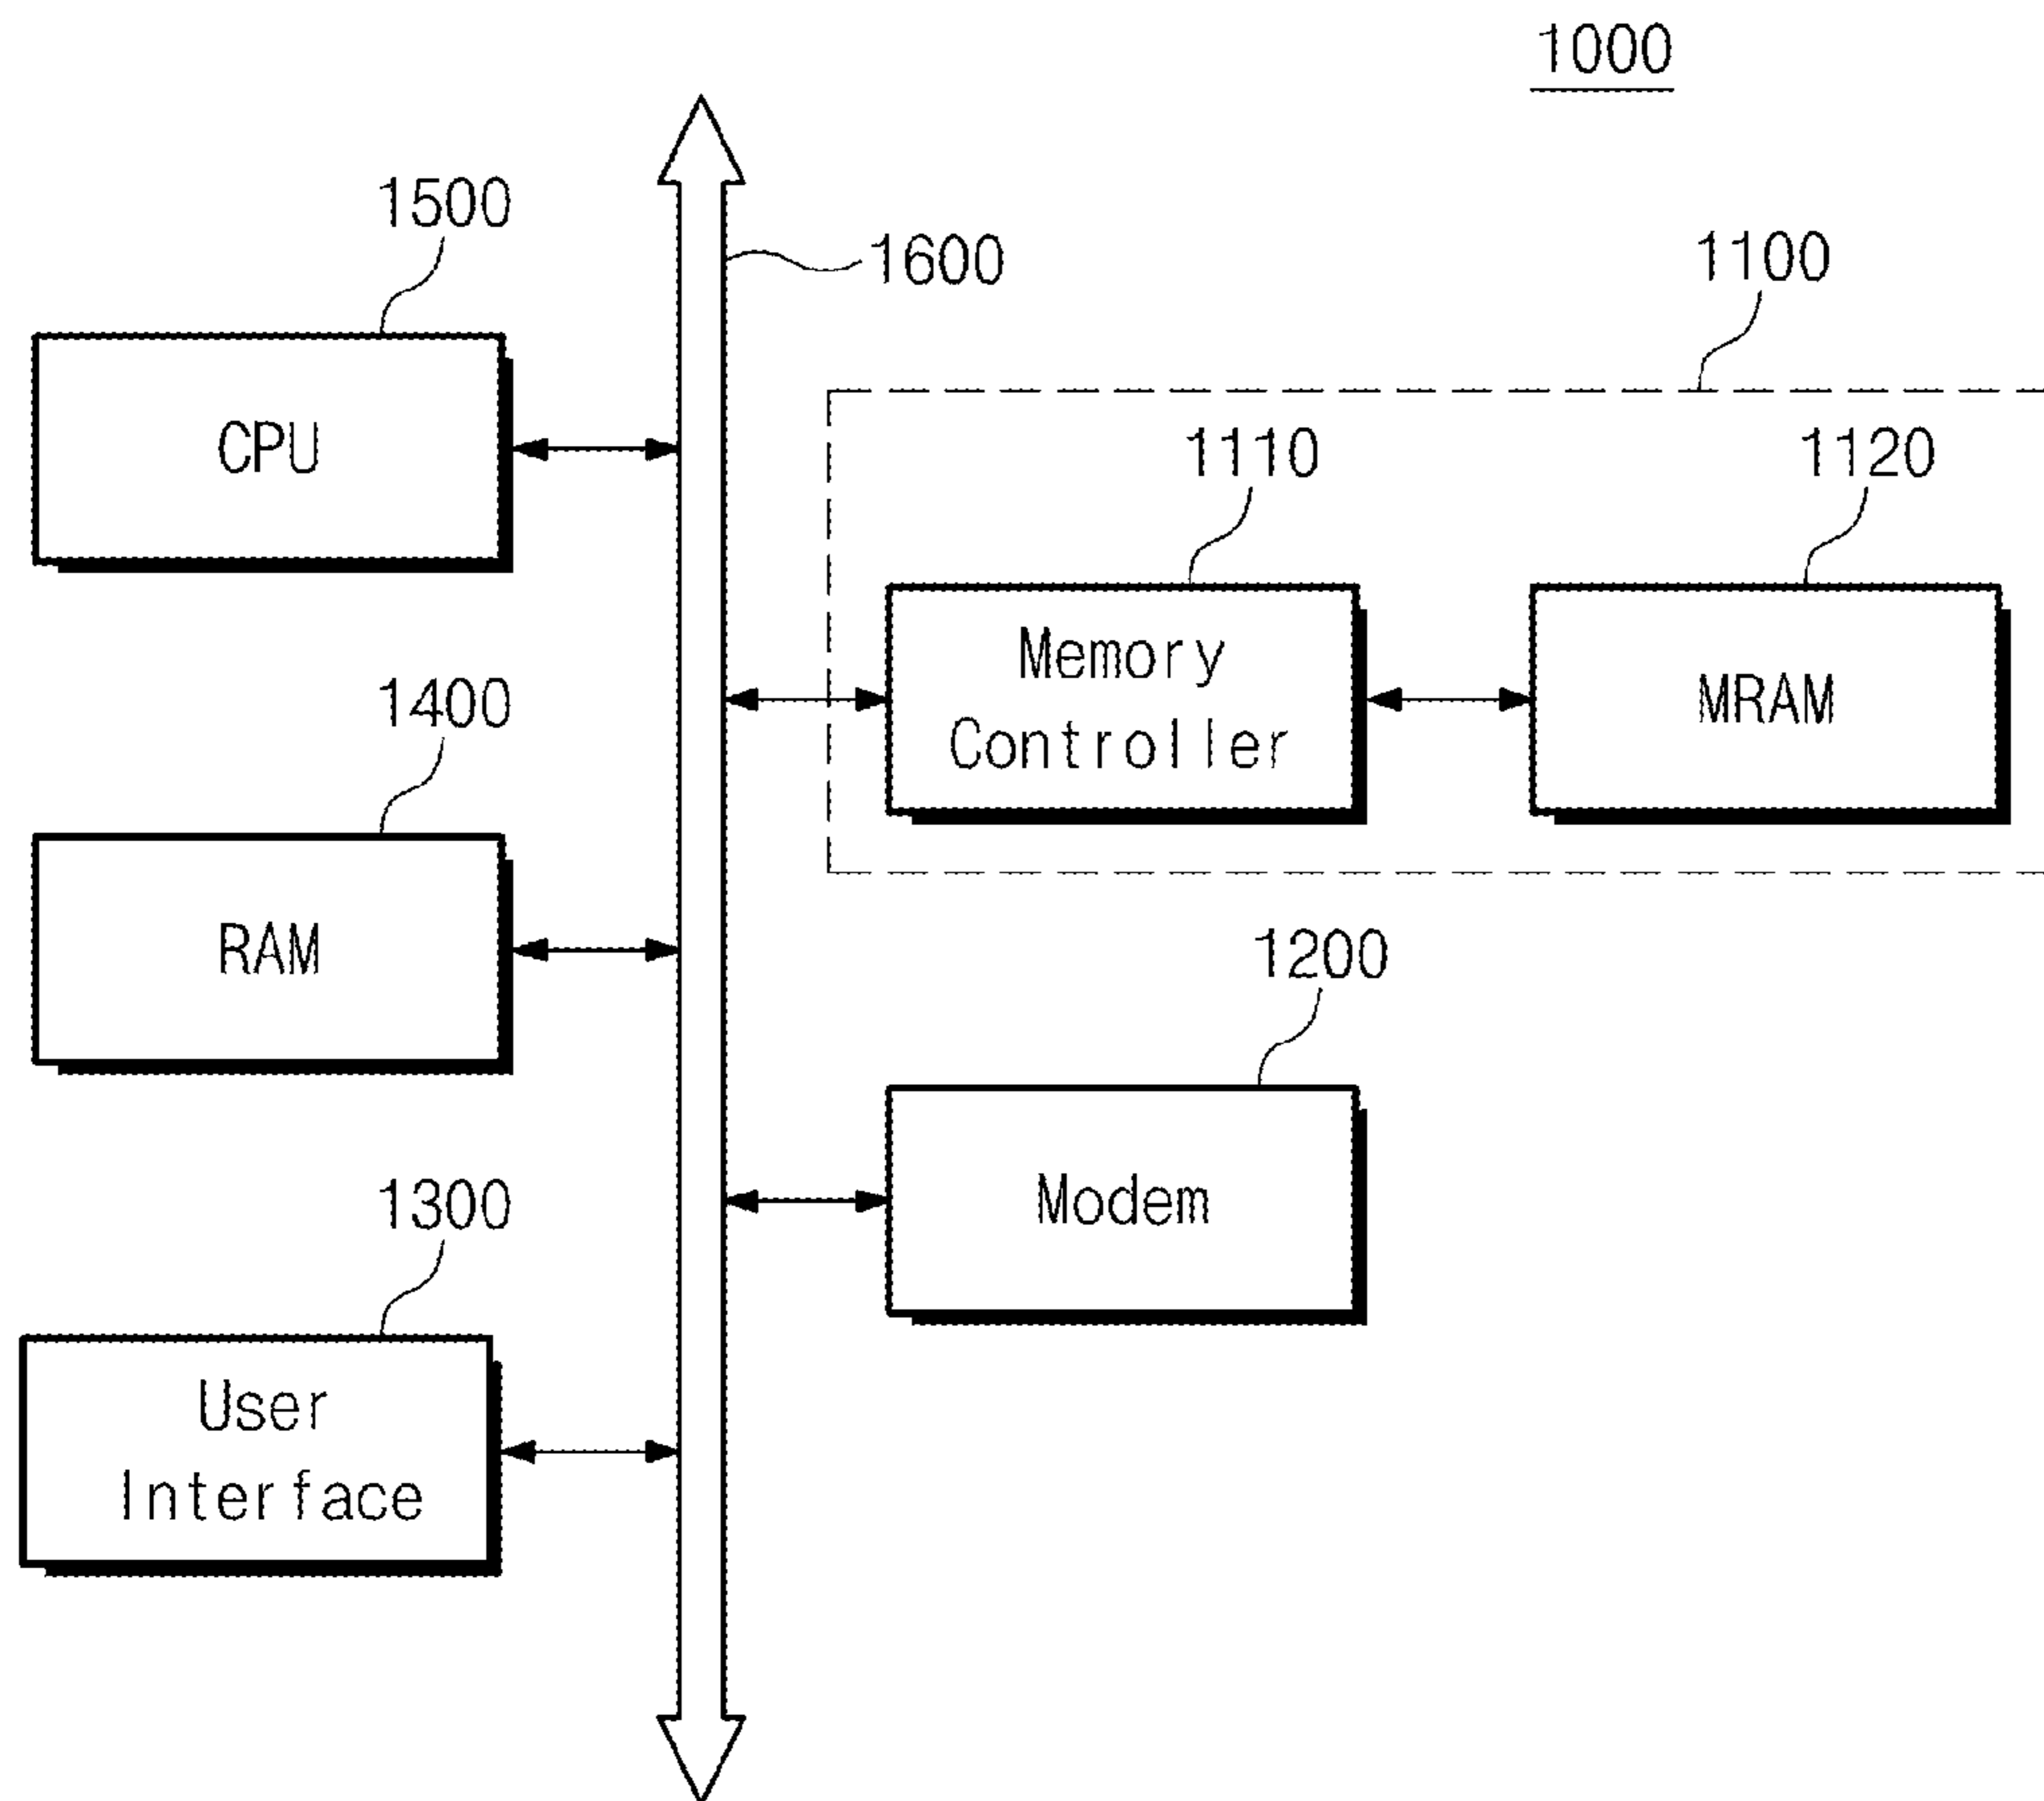 1000
1500
1600
1100
CPU
1110
1120
Memory
Controller
MRAM
1400
RAM
1200
Modem
1300
User
Interface